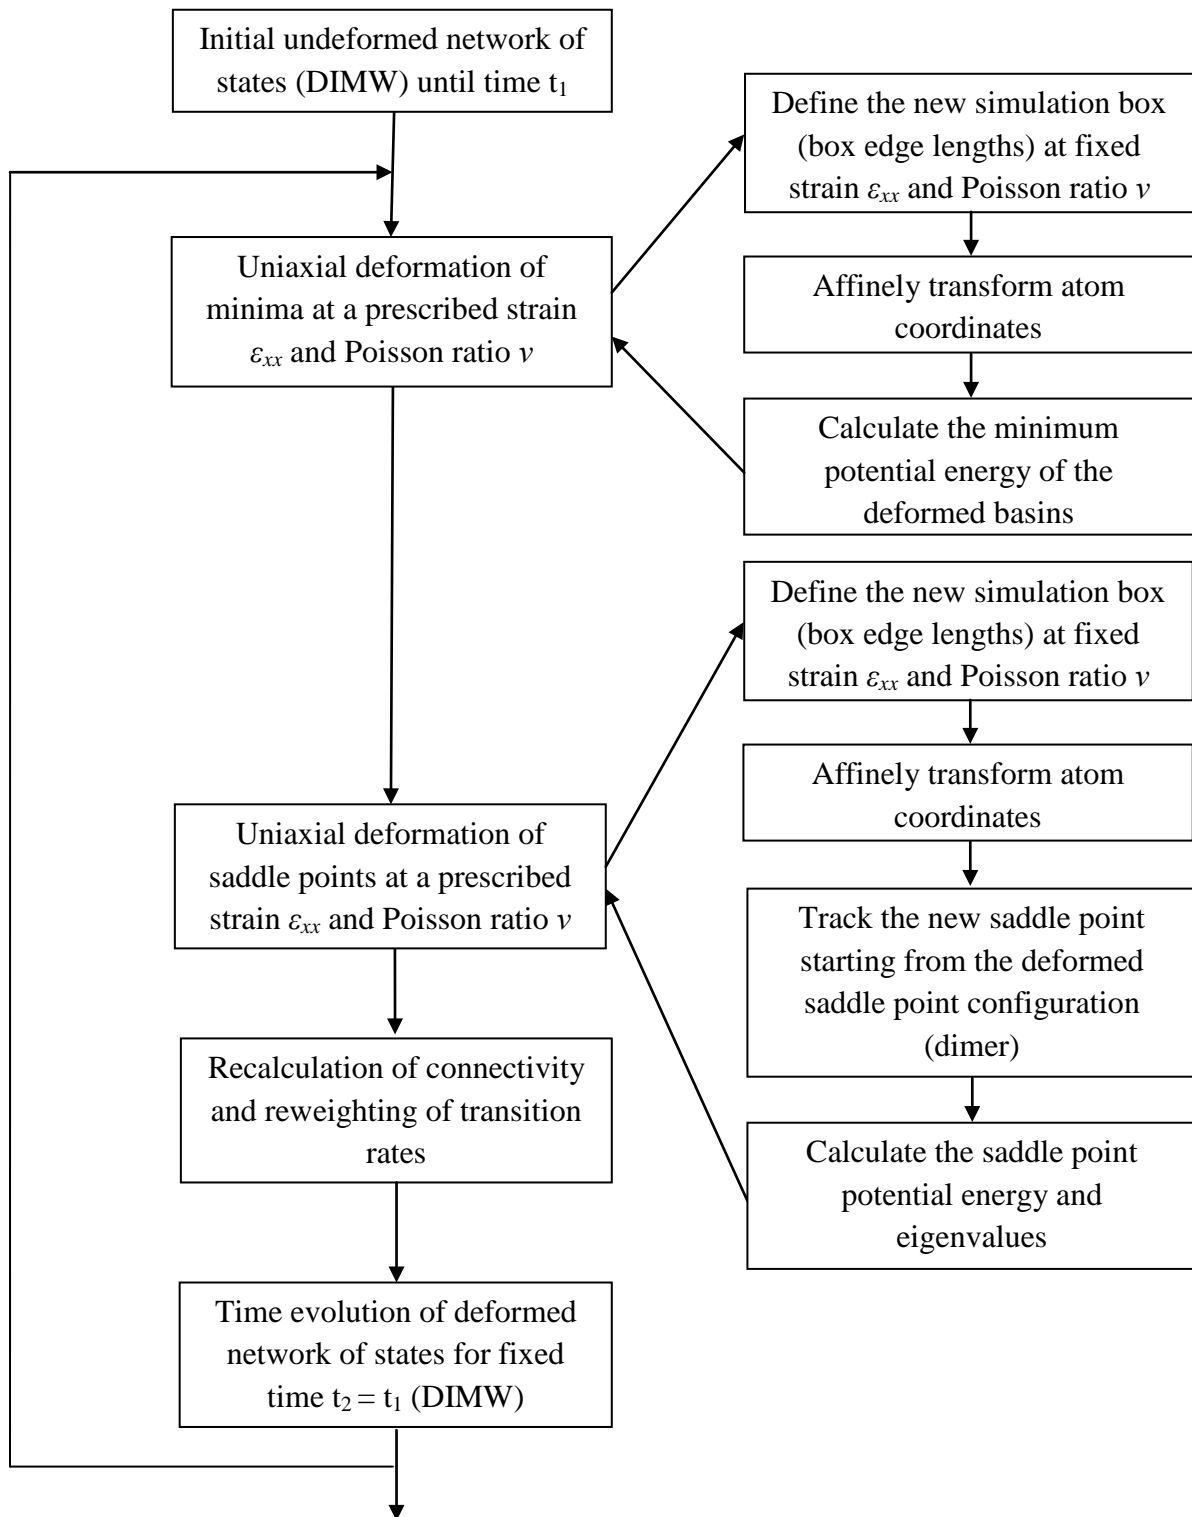 Initial undeformed network of
states (DIMW) until time t₁
Define the new simulation box
(box edge lengths) at fixed
strain εₓₓ and Poisson ratio ν
Uniaxial deformation of
minima at a prescribed strain
εₓₓ and Poisson ratio ν
Affinely transform atom
coordinates
Calculate the minimum
potential energy of the
deformed basins
Define the new simulation box
(box edge lengths) at fixed
strain εₓₓ and Poisson ratio ν
Affinely transform atom
coordinates
Uniaxial deformation of
saddle points at a prescribed
strain εₓₓ and Poisson ratio ν
Track the new saddle point
starting from the deformed
saddle point configuration
(dimer)
Recalculation of connectivity
and reweighting of transition
rates
Calculate the saddle point
potential energy and
eigenvalues
Time evolution of deformed
network of states for fixed
time t₂ = t₁ (DIMW)